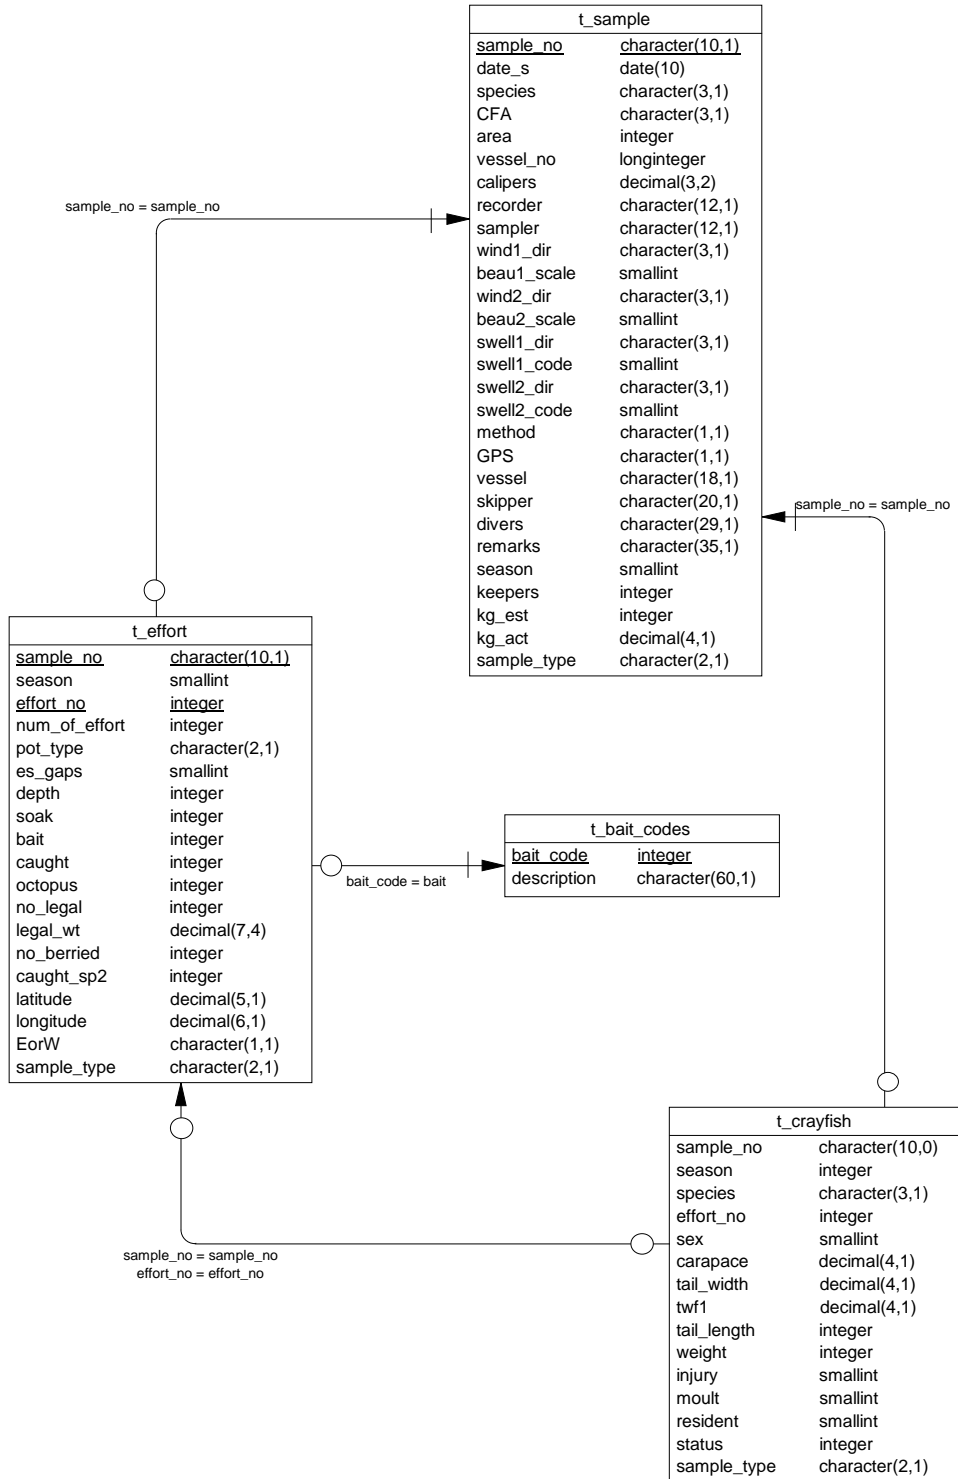 t_sample
sample_no character(10,1)
date_s date(10)
species character(3,1)
CFA character(3,1)
area integer
vessel_no longinteger
calipers decimal(3,2)
recorder character(12,1)
sampler character(12,1)
wind1_dir character(3,1)
beau1_scale smallint
wind2_dir character(3,1)
beau2_scale smallint
swell1_dir character(3,1)
swell1_code smallint
swell2_dir character(3,1)
swell2_code smallint
method character(1,1)
GPS character(1,1)
vessel character(18,1)
skipper character(20,1)
divers character(29,1)
remarks character(35,1)
season smallint
keepers integer
kg_est integer
kg_act decimal(4,1)
sample_type character(2,1)
sample_no = sample_no
sample_no = sample_no
t_effort
sample_no character(10,1)
season smallint
effort_no integer
num_of_effort integer
pot_type character(2,1)
es_gaps smallint
depth integer
soak integer
bait integer
caught integer
octopus integer
no_legal integer
legal_wt decimal(7,4)
no_berried integer
caught_sp2 integer
latitude decimal(5,1)
longitude decimal(6,1)
EorW character(1,1)
sample_type character(2,1)
bait_code = bait
t_bait_codes
bait_code integer
description character(60,1)
sample_no = sample_no
effort_no = effort_no
t_crayfish
sample_no character(10,0)
season integer
species character(3,1)
effort_no integer
sex smallint
carapace decimal(4,1)
tail_width decimal(4,1)
twf1 decimal(4,1)
tail_length integer
weight integer
injury smallint
moult smallint
resident smallint
status integer
sample_type character(2,1)